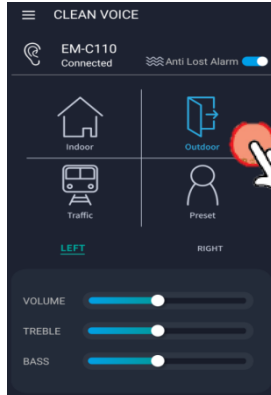 CLEAN VOICE
EM-C110
Connected
Anti Lost Alarm
Indoor
Outdoor
Traffic
Preset
LEFT
RIGHT
VOLUME
TREBLE
BASS